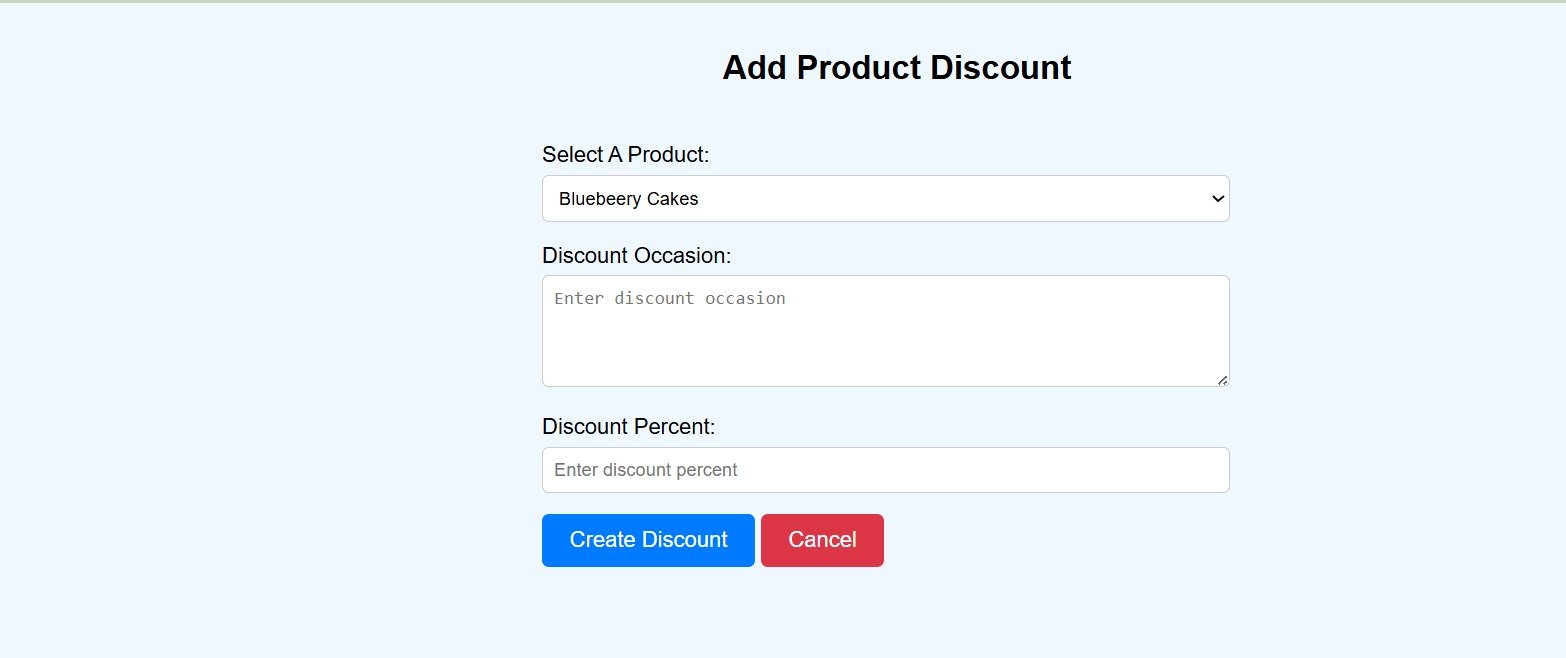 Add Product Discount
Select A Product:
Bluebeery Cakes
Discount Occasion:
Enter discount occasion
Discount Percent:
Enter discount percent
Create Discount Cancel